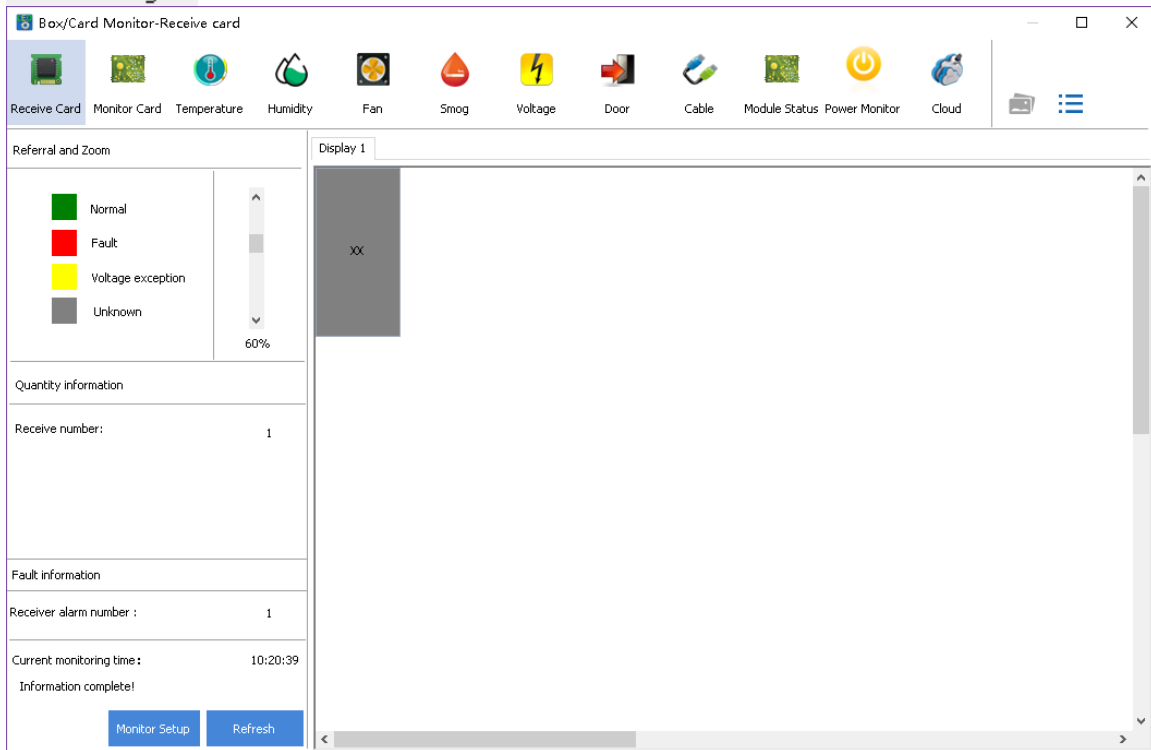 Box/Card Monitor-Receive card
Receive Card Monitor Card Temperature Humidity Fan Smog Voltage Door Cable Module Status Power Monitor Cloud
Referral and Zoom
Display 1
Normal
Fault
XX
Voltage exception
Unknown
60%
Quantity information
Receive number: 1
Fault information
Receiver alarm number : 1
Current monitoring time: 10:20:39
Information complete!
Monitor Setup Refresh